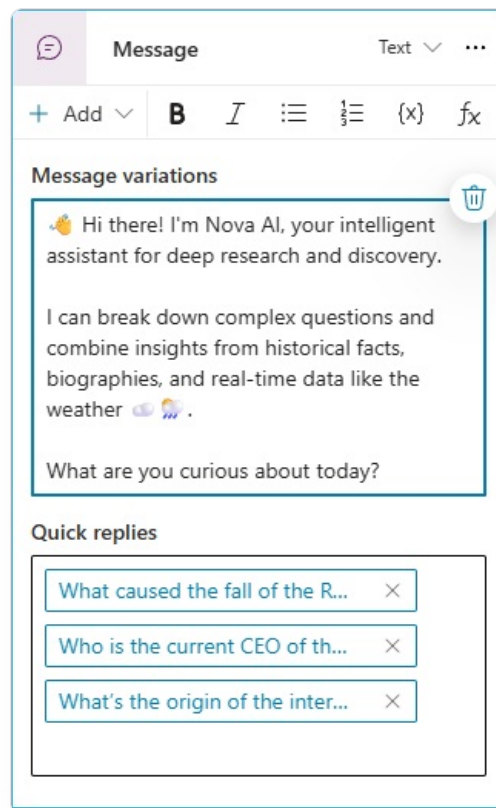 Message
Text
Add
B
I
{x}
fx
Message variations
👋 Hi there! I'm Nova AI, your intelligent
assistant for deep research and discovery.
I can break down complex questions and
combine insights from historical facts,
biographies, and real-time data like the
weather ☁️ 🌦️ .
What are you curious about today?
Quick replies
What caused the fall of the R...
Who is the current CEO of th...
What's the origin of the inter...